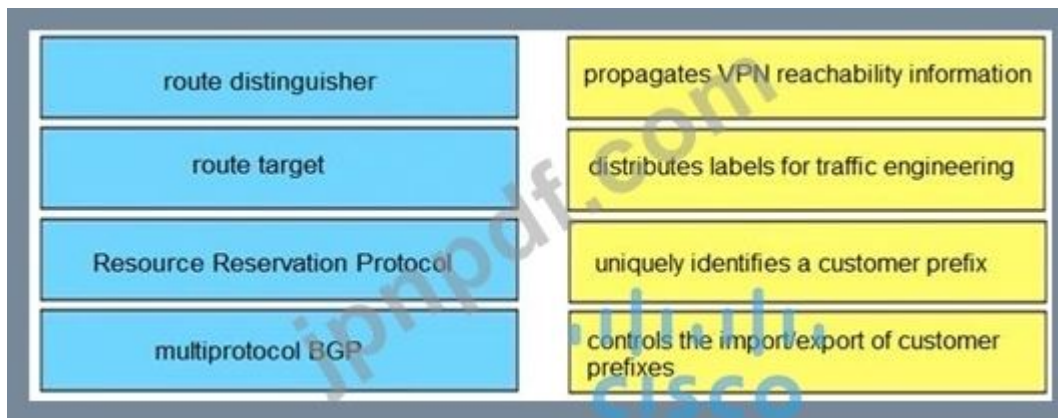 route distinguisher
propagates VPN reachability information
route target
distributes labels for traffic engineering
Resource Reservation Protocol
uniquely identifies a customer prefix
multiprotocol BGP
controls the import/export of customer
prefixes
jpnpdf.com
cisco